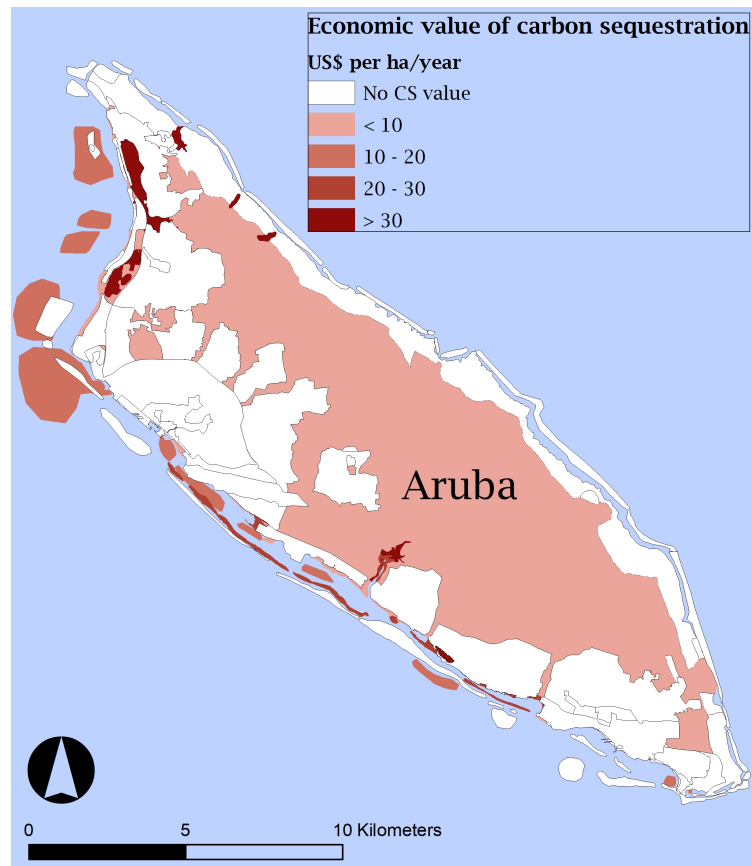 Economic value of carbon sequestration
US$ per ha/year
No CS value
< 10
10 - 20
20 - 30
> 30
Aruba
0 5 10 Kilometers